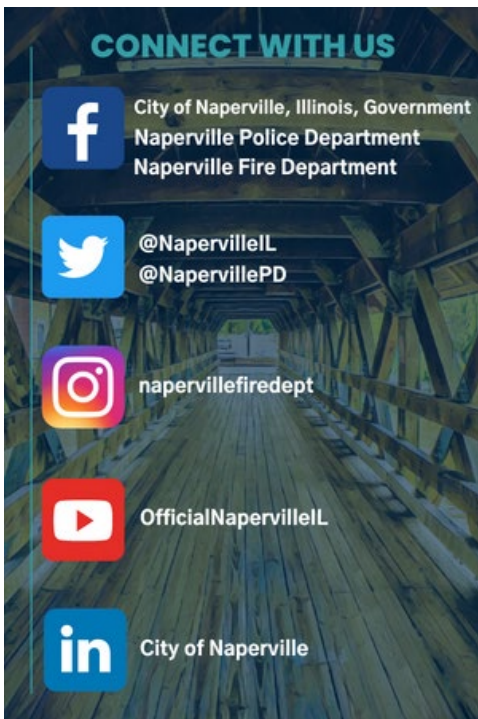 CONNECT WITH US
City of Naperville, Illinois, Government
Naperville Police Department
Naperville Fire Department
@NapervilleIL
@NapervillePD
napervillefiredept
OfficialNapervilleIL
in
City of Naperville